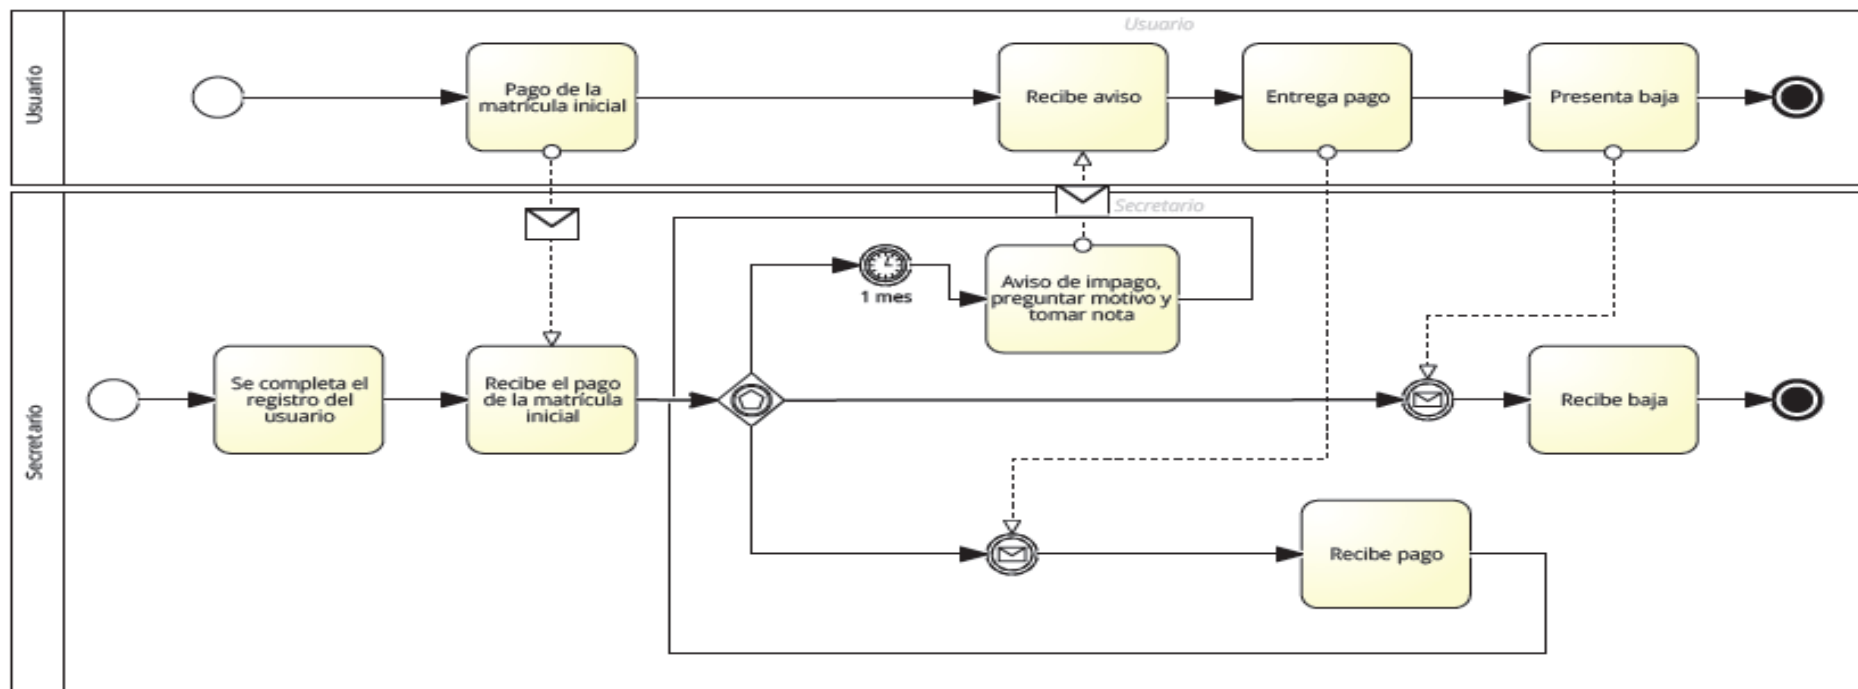 Usuario
Usuario
Pago de la
matrícula inicial
Recibe aviso
Entrega pago
Presenta baja
Secretario
Secretario
1 mes
Aviso de impago,
preguntar motivo y
tomar nota
Se completa el
registro del
usuario
Recibe el pago
de la matrícula
inicial
Recibe baja
Recibe pago